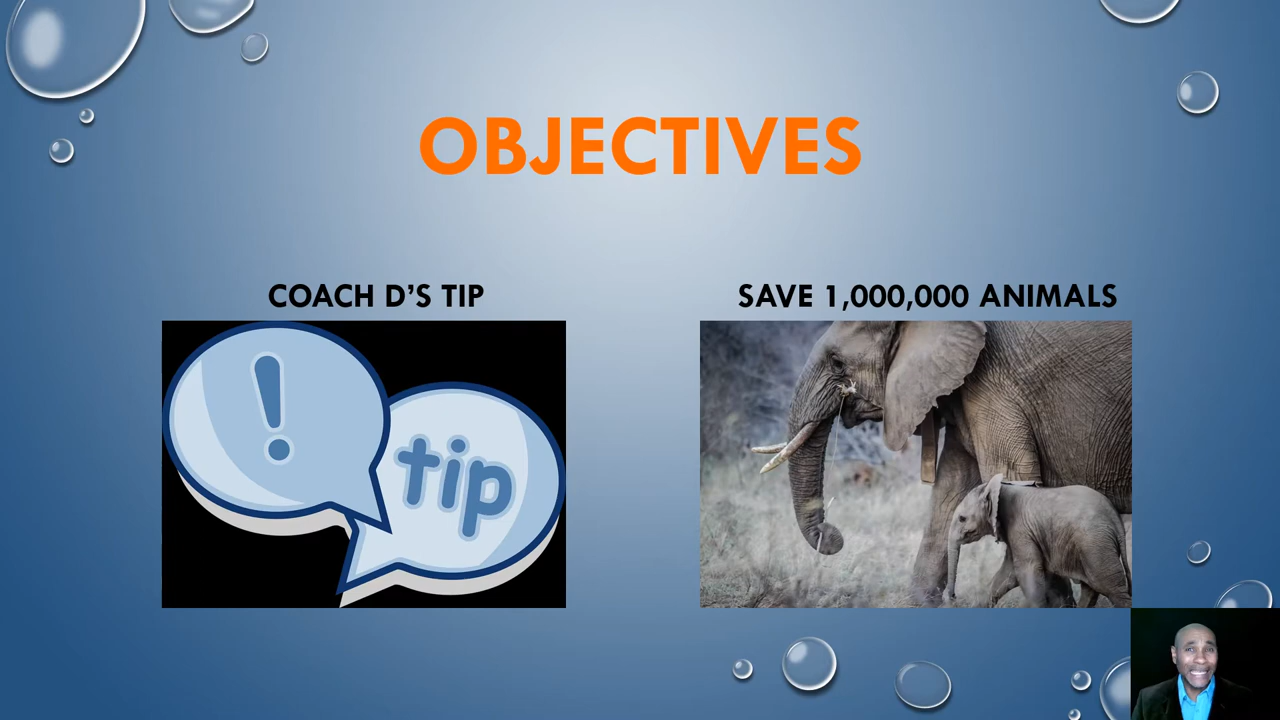 OBJECTIVES
COACH D'S TIP
SAVE 1,000,000 ANIMALS
!
tip